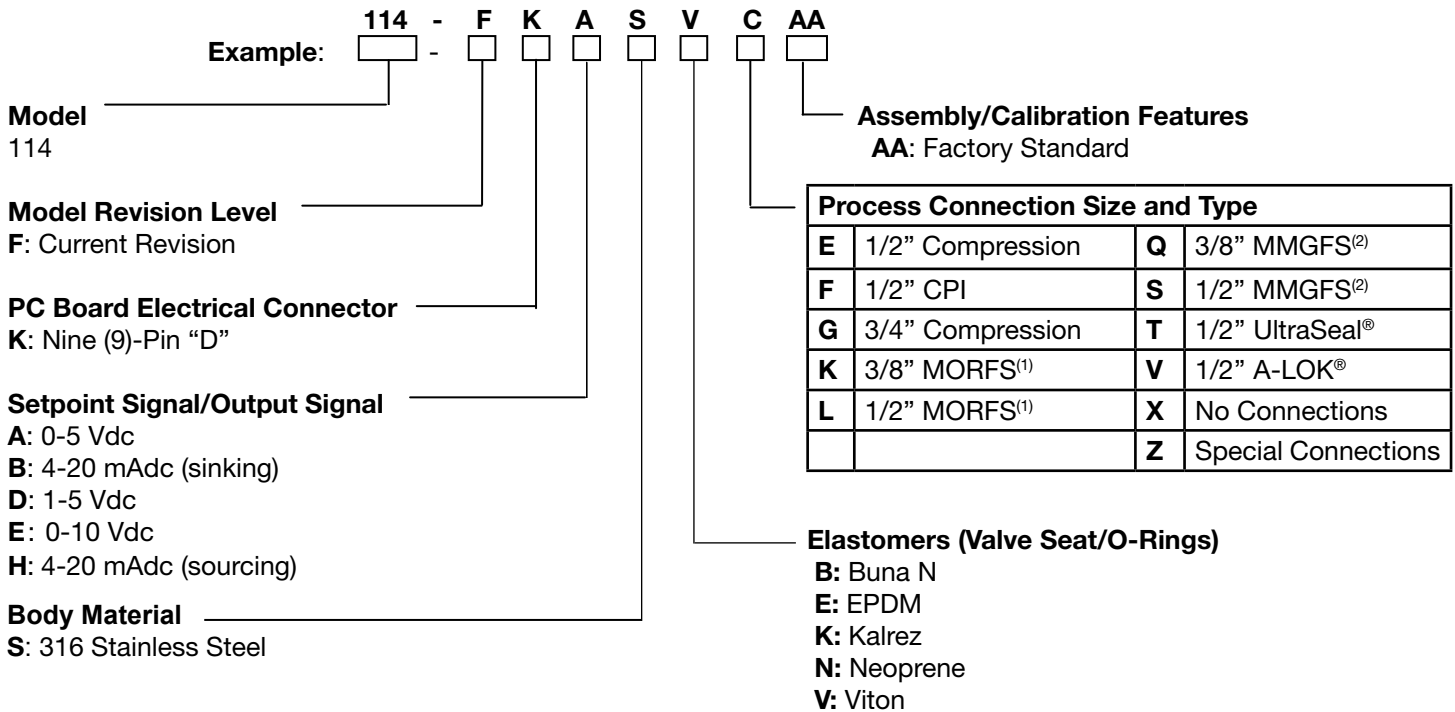 114 - F K A S V C AA
Example: -
Model
114
Model Revision Level
F: Current Revision
PC Board Electrical Connector
K: Nine (9)-Pin “D”
Setpoint Signal/Output Signal
A: 0-5 Vdc
B: 4-20 mAdc (sinking)
D: 1-5 Vdc
E: 0-10 Vdc
H: 4-20 mAdc (sourcing)
Body Material
S: 316 Stainless Steel
Assembly/Calibration Features
AA: Factory Standard
Process Connection Size and Type
E 1/2” Compression Q 3/8” MMGFS(2)
F 1/2” CPI S 1/2” MMGFS(2)
G 3/4” Compression T 1/2” UltraSeal®
K 3/8” MORFS(1) V 1/2” A-LOK®
L 1/2” MORFS(1) X No Connections
Z Special Connections
Elastomers (Valve Seat/O-Rings)
B: Buna N
E: EPDM
K: Kalrez
N: Neoprene
V: Viton